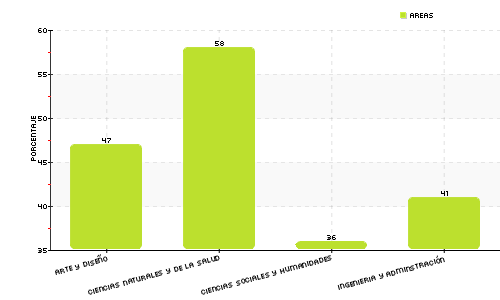 AREAS
60
55
50
45
40
35
PORCENTAJE
47
58
36
41
ARTE Y DISEÑO
CIENCIAS NATURALES Y DE LA SALUD
CIENCIAS SOCIALES Y HUMANIDADES
INGENIERIA Y ADMINSTRACIÓN